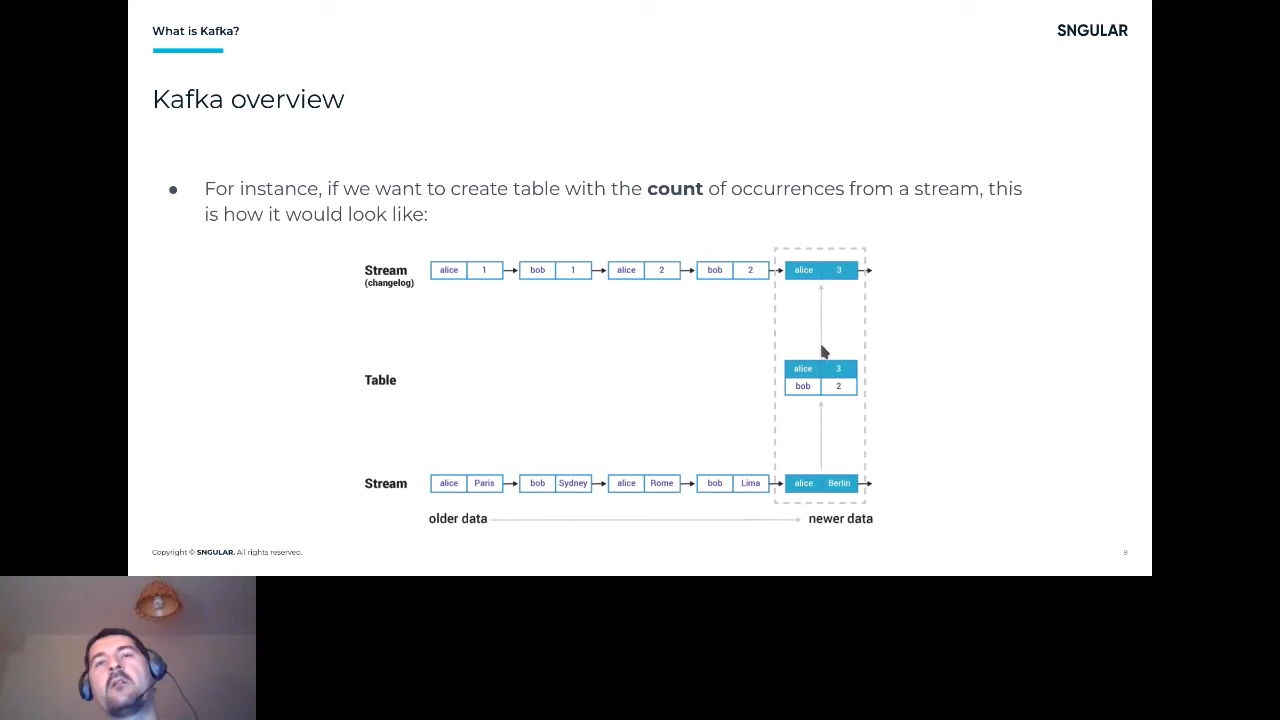 What is Kafka?
SNGULAR
Kafka overview
● For instance, if we want to create table with the count of occurrences from a stream, this
is how it would look like:
Stream alice 1 bob 1 alice 2 bob 2 alice 3
(changelog)
Table alice 3
bob 2
Stream alice Paris bob Sydney alice Rome bob Lima alice Berlin
older data newer data
Copyright © SNGULAR. All rights reserved. 8